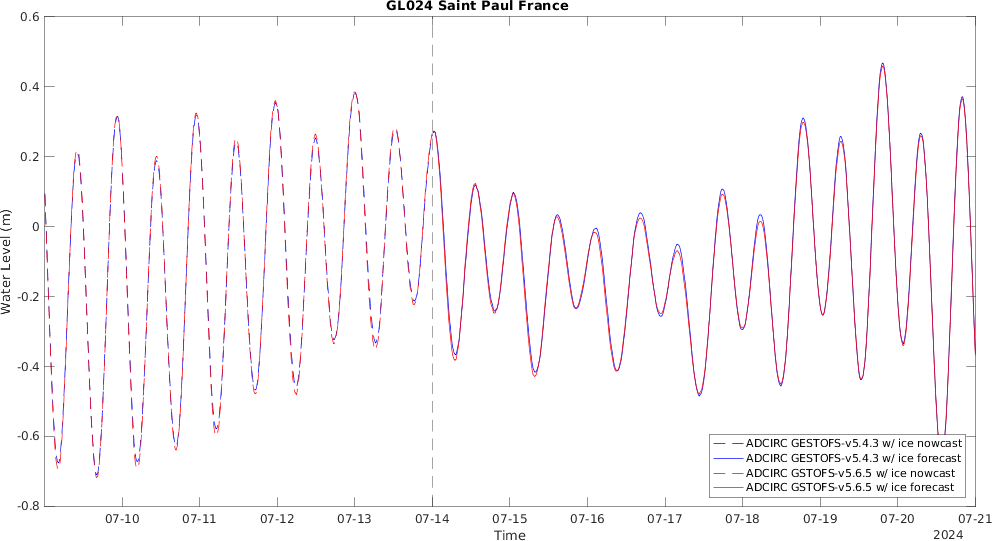 GL024 Saint Paul France
0.6
0.4
0.2
0
-0.2
-0.4
-0.6
-0.8
Water Level (m)
ADCIRC GESTOFS-v5.4.3 w/ ice nowcast
ADCIRC GESTOFS-v5.4.3 w/ ice forecast
ADCIRC GSTOFS-v5.6.5 w/ ice nowcast
ADCIRC GSTOFS-v5.6.5 w/ ice forecast
07-10 07-11 07-12 07-13 07-14 07-15 07-16 07-17 07-18 07-19 07-20 07-21
Time
2024